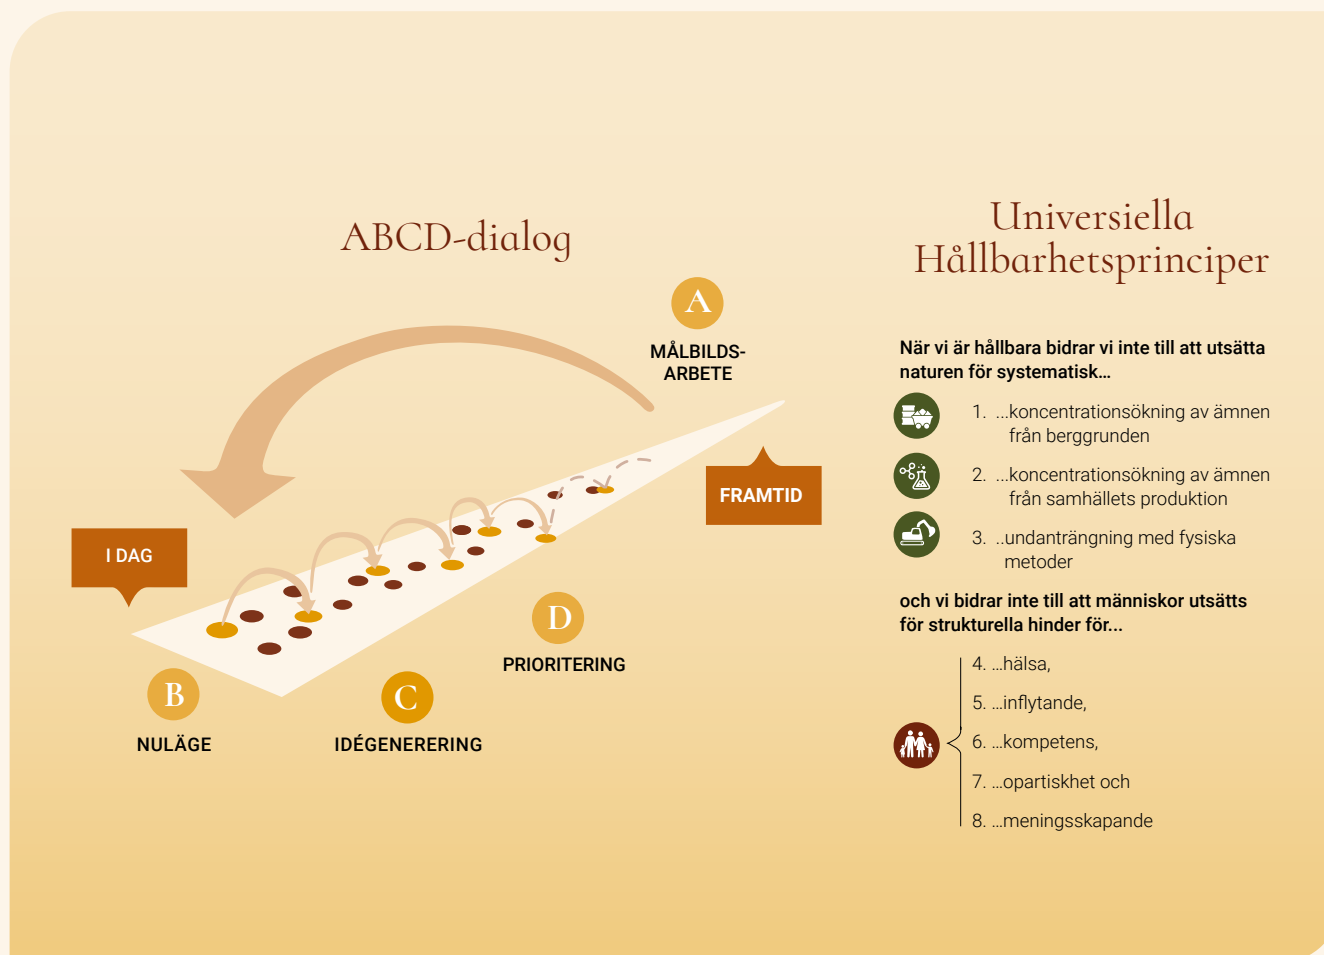 ABCD-dialog
A
MÅLBILDS-
ARBETE
FRAMTID
I DAG
B
NULÄGE
C
IDÉGENERERING
D
PRIORITERING
Universiella
Hållbarhetsprinciper
När vi är hållbara bidrar vi inte till att utsätta
naturen för systematisk...
1. ...koncentrationsökning av ämnen
från berggrunden
2. ...koncentrationsökning av ämnen
från samhällets produktion
3. ..undanträngning med fysiska
metoder
och vi bidrar inte till att människor utsätts
för strukturella hinder för...
4. ...hälsa,
5. ...inflytande,
6. ...kompetens,
7. ...opartiskhet och
8. ...meningsskapande